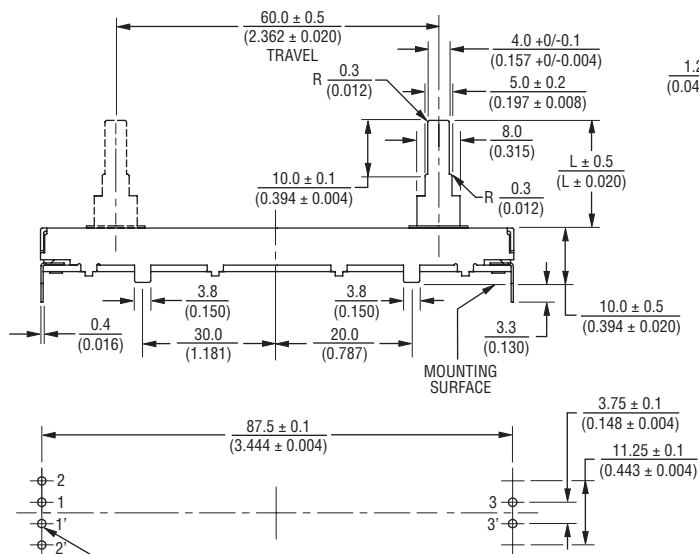 60.0 ± 0.5
(2.362 ± 0.020)
TRAVEL
4.0 +0/-0.1
(0.157 +0/-0.004)
R 0.3
(0.012)
5.0 ± 0.2
(0.197 ± 0.008)
8.0
(0.315)
10.0 ± 0.1
(0.394 ± 0.004)
L ± 0.5
(L ± 0.020)
R 0.3
(0.012)
3.8
(0.150)
3.8
(0.150)
10.0 ± 0.5
(0.394 ± 0.020)
0.4
(0.016)
30.0
(1.181)
20.0
(0.787)
3.3
(0.130)
MOUNTING
SURFACE
87.5 ± 0.1
(3.444 ± 0.004)
3.75 ± 0.1
(0.148 ± 0.004)
11.25 ± 0.1
(0.443 ± 0.004)
2
1
1'
2'
3
3'